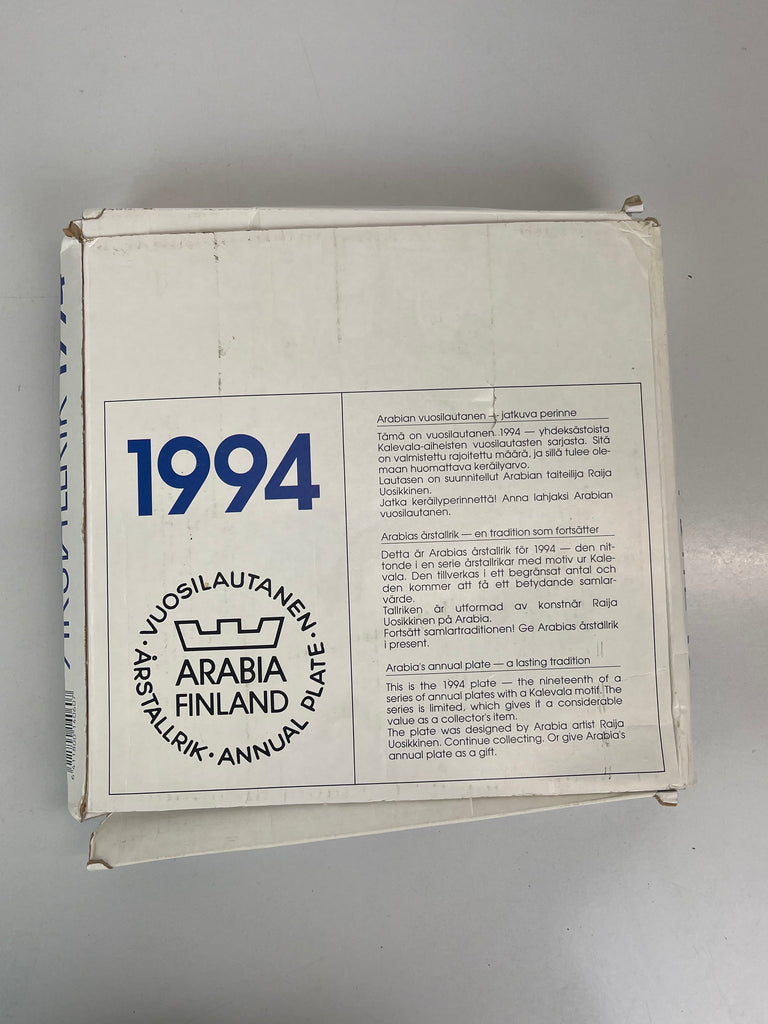 ÅRSTALLRIK 1994
1994
VUOSILAUTANEN · ANNUAL PLATE · ÅRSTALLRIK ·
ARABIA
FINLAND
Arabian vuosilautanen — jatkuva perinne
Tämä on vuosilautanen 1994 — yhdeksästoista
Kalevala-aiheisten vuosilautasten sarjasta. Sitä
on valmistettu rajoitettu määrä, ja sillä tulee ole-
maan huomattava keräilyarvo.
Lautasen on suunnitellut Arabian taiteilija Raija
Uosikkinen.
Jatka keräilyperinnettä! Anna lahjaksi Arabian
vuosilautanen.
Arabias årstallrik — en tradition som fortsätter
Detta är Arabias årstallrik för 1994 — den nit-
tonde i en serie årstallrikar med motiv ur Kale-
vala. Den tillverkas i ett begränsat antal och
den kommer att få ett betydande samlar-
värde.
Tallriken är utformad av konstnär Raija
Uosikkinen på Arabia.
Fortsätt samlartraditionen! Ge Arabias årstallrik
i present.
Arabia's annual plate — a lasting tradition
This is the 1994 plate — the nineteenth of a
series of annual plates with a Kalevala motif. The
series is limited, which gives it a considerable
value as a collector's item.
The plate was designed by Arabia artist Raija
Uosikkinen. Continue collecting. Or give Arabia's
annual plate as a gift.